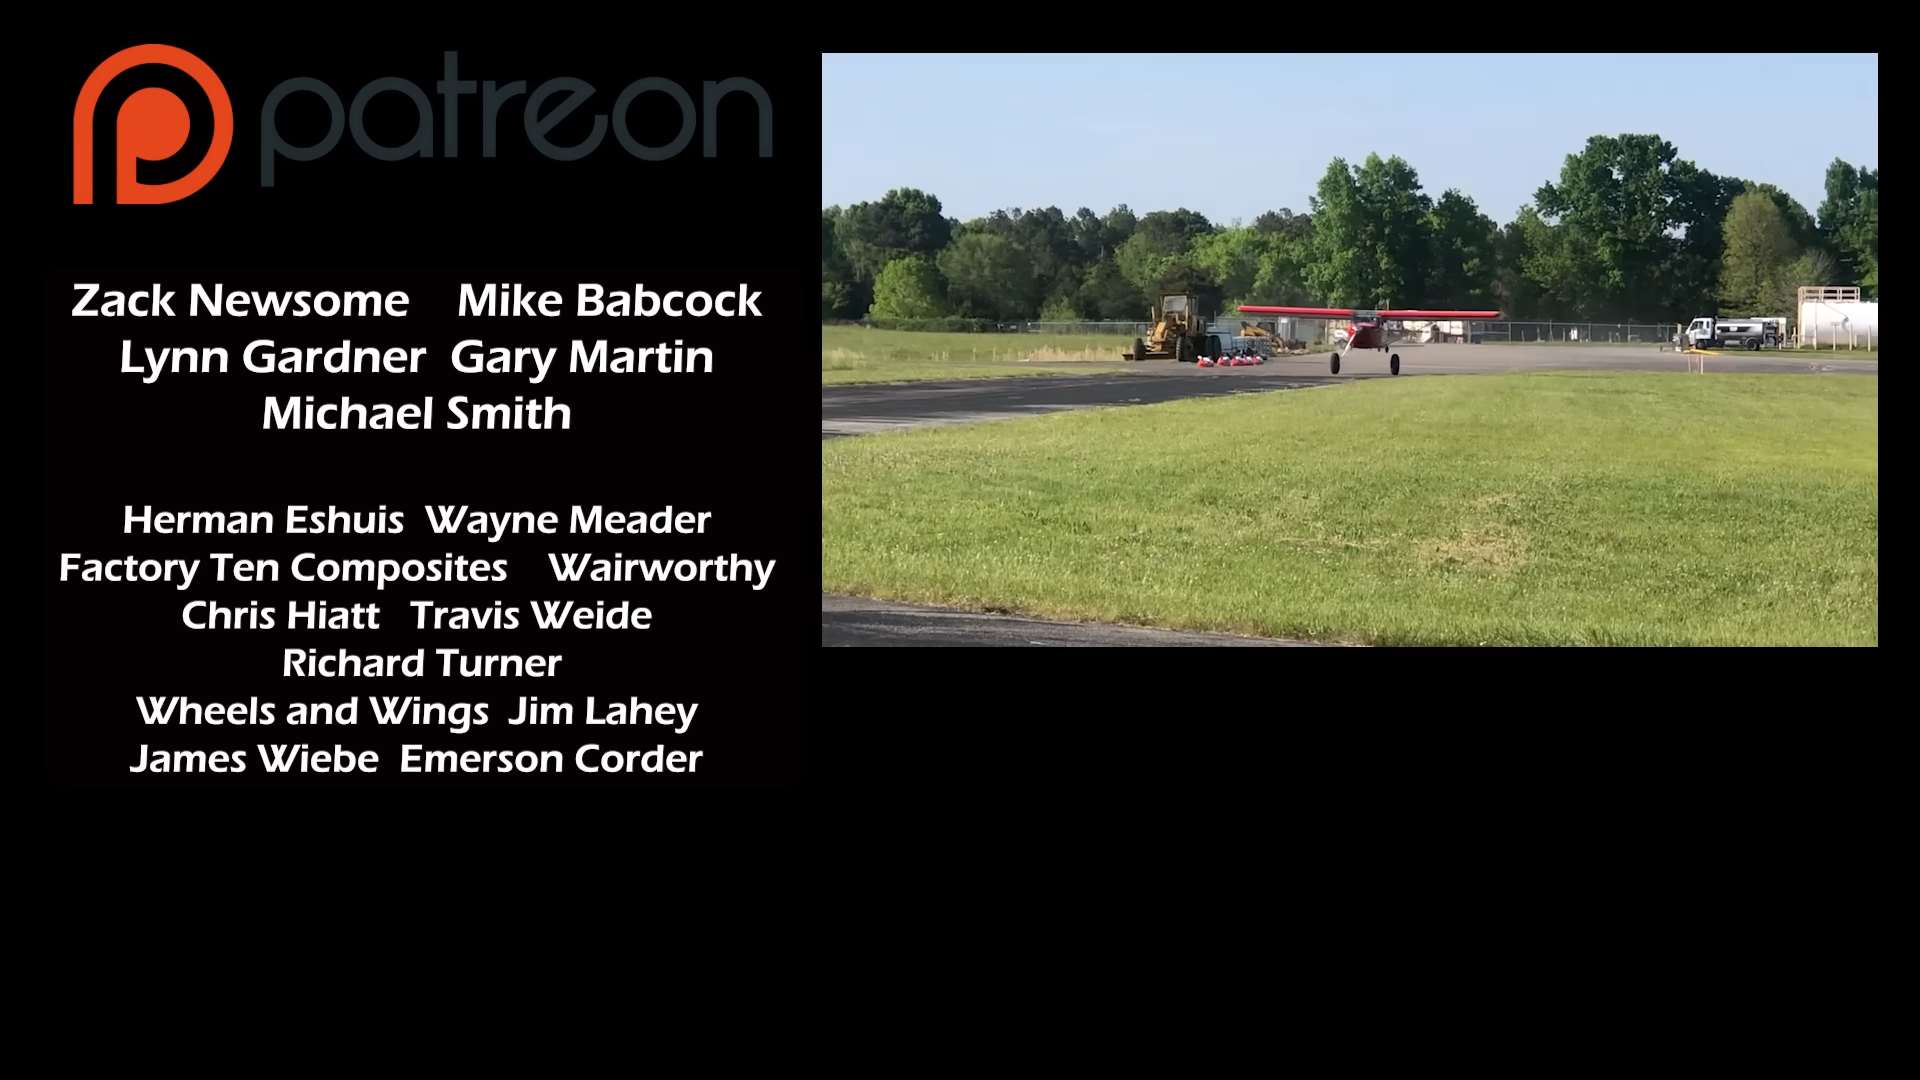 patreon
Zack Newsome Mike Babcock
Lynn Gardner Gary Martin
Michael Smith
Herman Eshuis Wayne Meader
Factory Ten Composites Wairworthy
Chris Hiatt Travis Weide
Richard Turner
Wheels and Wings Jim Lahey
James Wiebe Emerson Corder